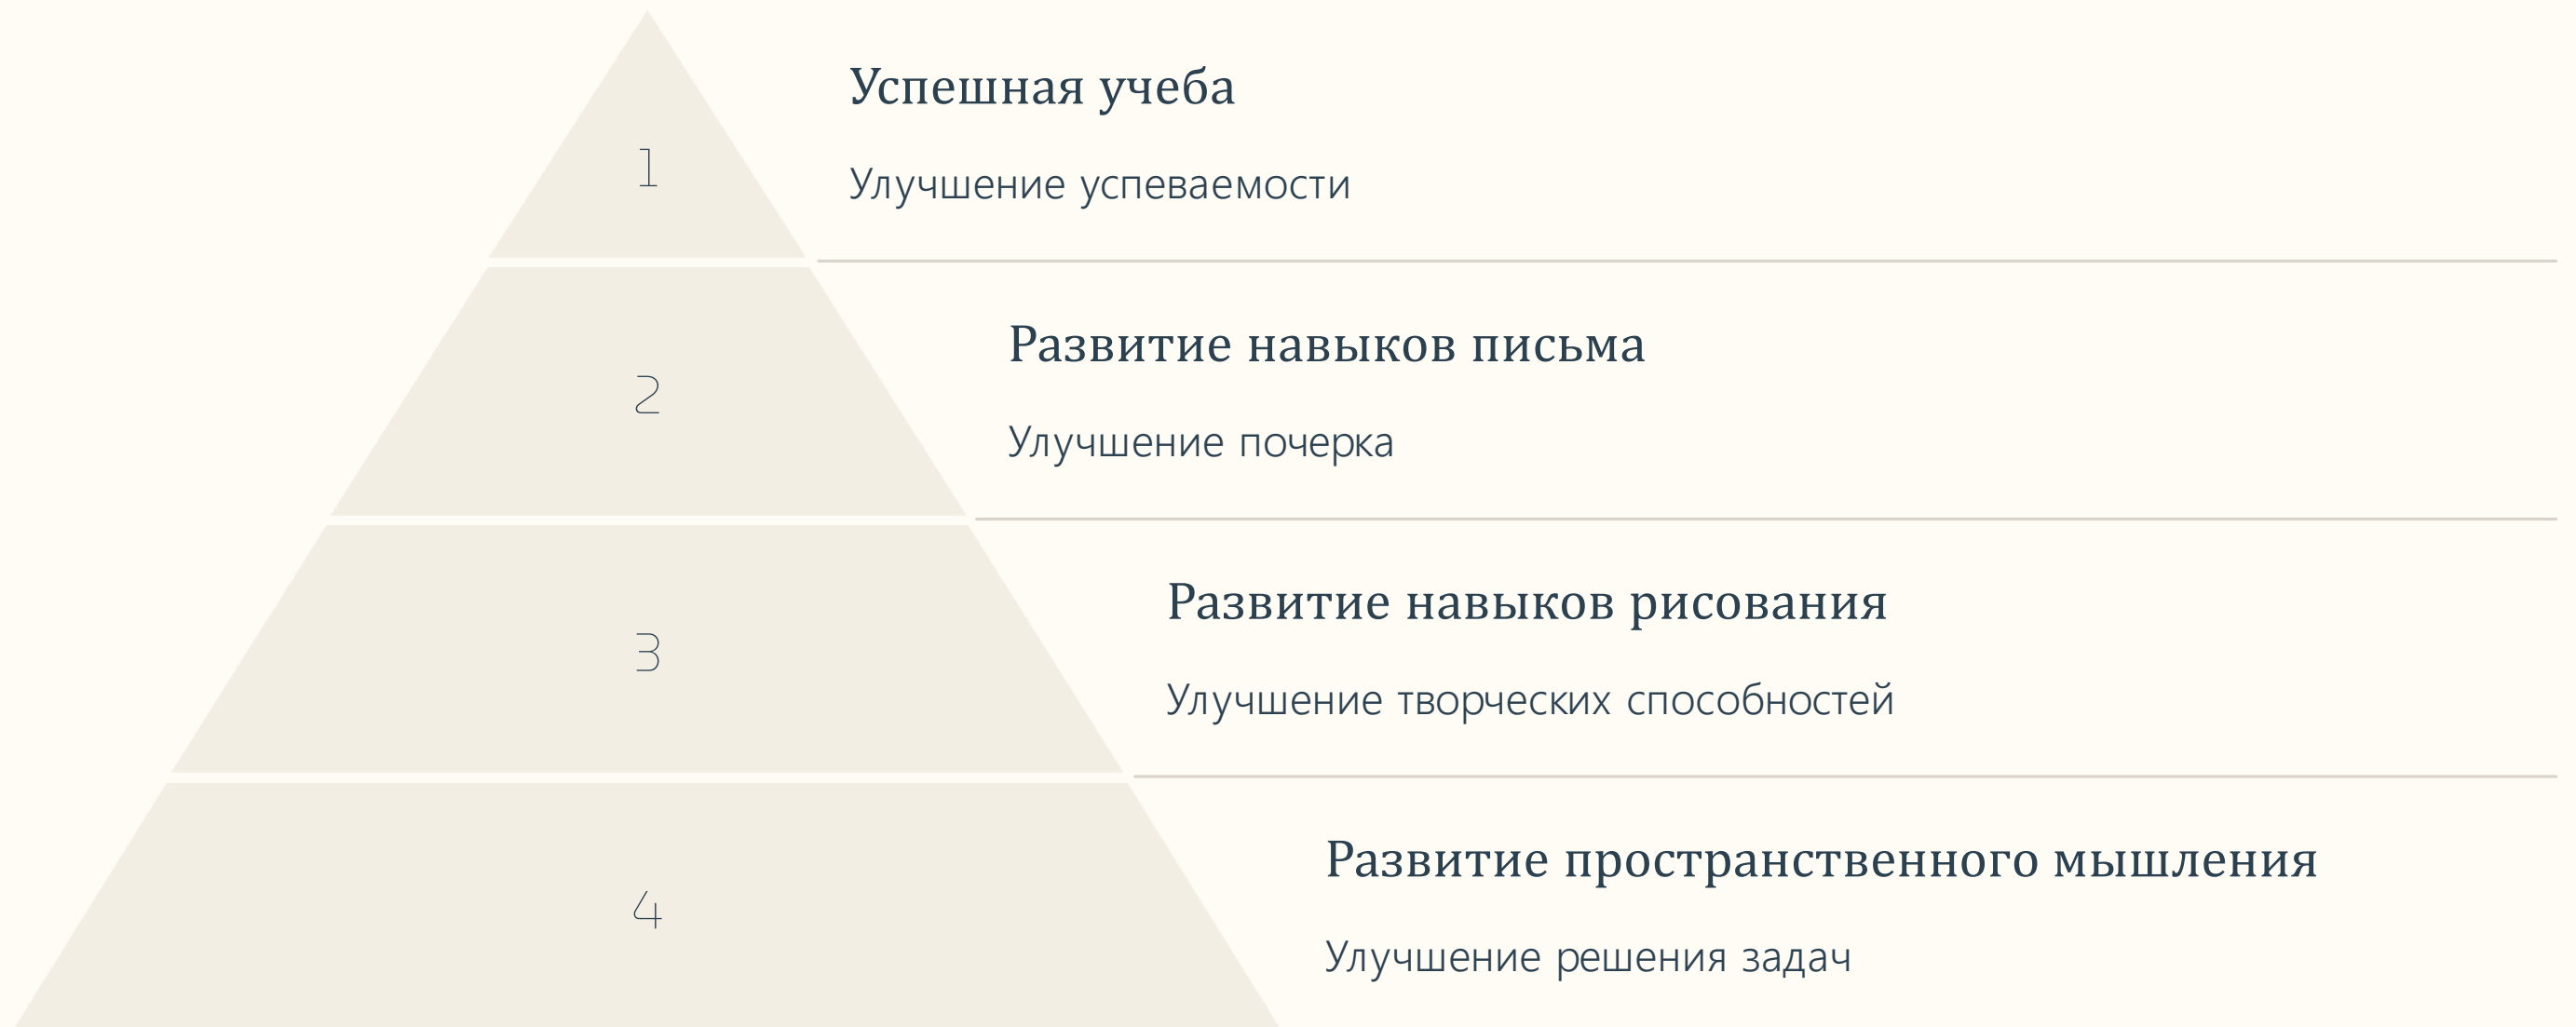 1
Успешная учеба
Улучшение успеваемости
2
Развитие навыков письма
Улучшение почерка
3
Развитие навыков рисования
Улучшение творческих способностей
4
Развитие пространственного мышления
Улучшение решения задач